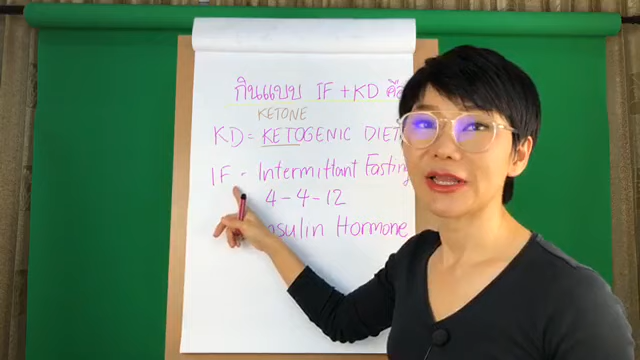 กินแบบ IF + KD คือ
KETONE
KD = KETOGENIC DIET
IF - Intermittant Fasting
4-4-12
Hormone